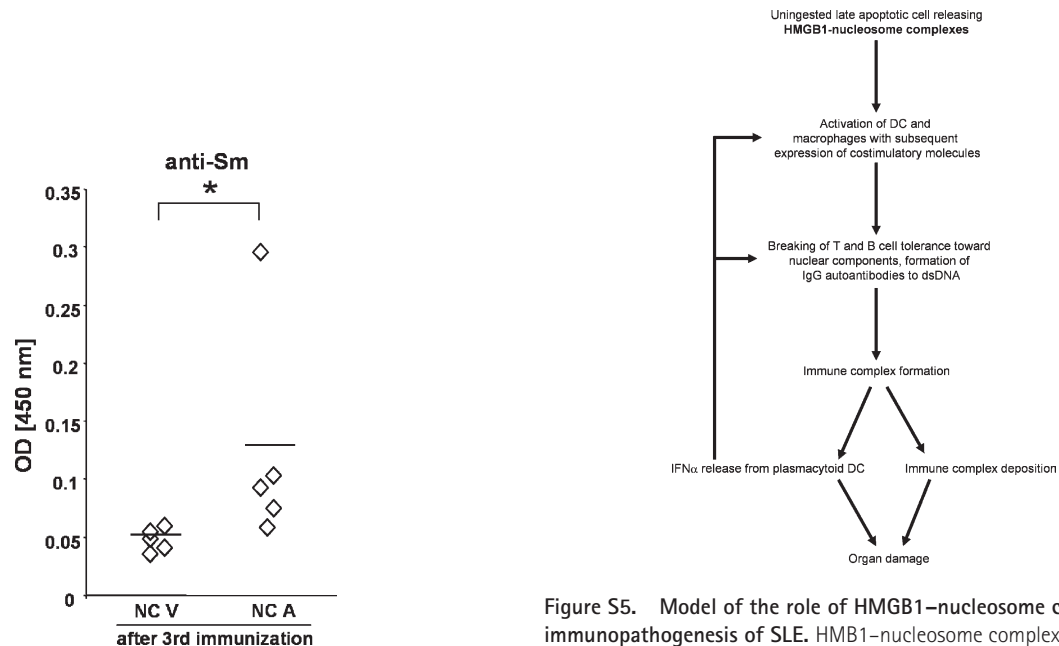 anti-Sm
*
0.35
0.3
0.25
0.2
0.15
0.1
0.05
0
OD [450 nm]
NC V NC A
after 3rd immunization
Uningested late apoptotic cell releasing
HMGB1-nucleosome complexes
Activation of DC and
macrophages with subsequent
expression of costimulatory molecules
Breaking of T and B cell tolerance toward
nuclear components, formation of
IgG autoantibodies to dsDNA
Immune complex formation
IFNα release from plasmacytoid DC Immune complex deposition
Organ damage
Figure S5. Model of the role of HMGB1–nucleosome
immunopathogenesis of SLE. HMB1–nucleosome